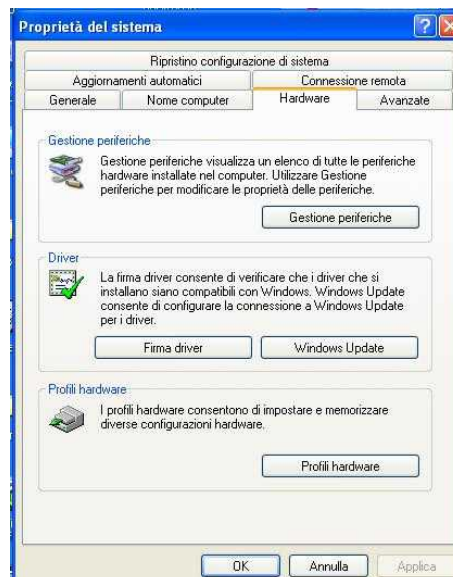 Proprietà del sistema
Ripristino configurazione di sistema
Aggiornamenti automatici
Connessione remota
Generale
Nome computer
Hardware
Avanzate
Gestione periferiche
Gestione periferiche visualizza un elenco di tutte le periferiche
hardware installate nel computer. Utilizzare Gestione
periferiche per modificare le proprietà delle periferiche.
Gestione periferiche
Driver
La firma driver consente di verificare che i driver che si
installano siano compatibili con Windows. Windows Update
consente di configurare la connessione a Windows Update
per i driver.
Firma driver
Windows Update
Profili hardware
I profili hardware consentono di impostare e memorizzare
diverse configurazioni hardware.
Profili hardware
OK
Annulla
Applica